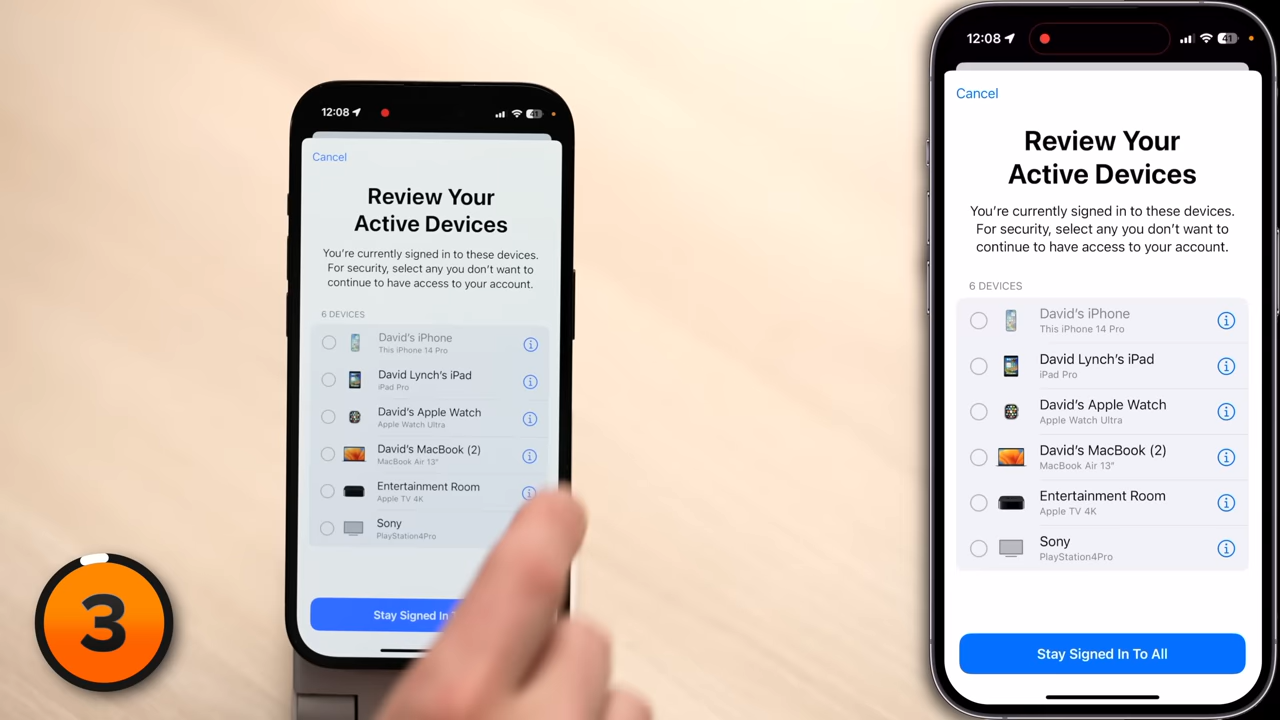 12:08
Cancel
Review Your
Active Devices
You're currently signed in to these devices.
For security, select any you don't want to
continue to have access to your account.
6 DEVICES
David's iPhone
This iPhone 14 Pro
David Lynch's iPad
iPad Pro
David's Apple Watch
Apple Watch Ultra
David's MacBook (2)
MacBook Air 13"
Entertainment Room
Apple TV 4K
Sony
PlayStation4Pro
Stay Signed In
3
12:08
41
Cancel
Review Your
Active Devices
You're currently signed in to these devices.
For security, select any you don't want to
continue to have access to your account.
6 DEVICES
David's iPhone
This iPhone 14 Pro
David Lynch's iPad
iPad Pro
David's Apple Watch
Apple Watch Ultra
David's MacBook (2)
MacBook Air 13"
Entertainment Room
Apple TV 4K
Sony
PlayStation4Pro
Stay Signed In To All